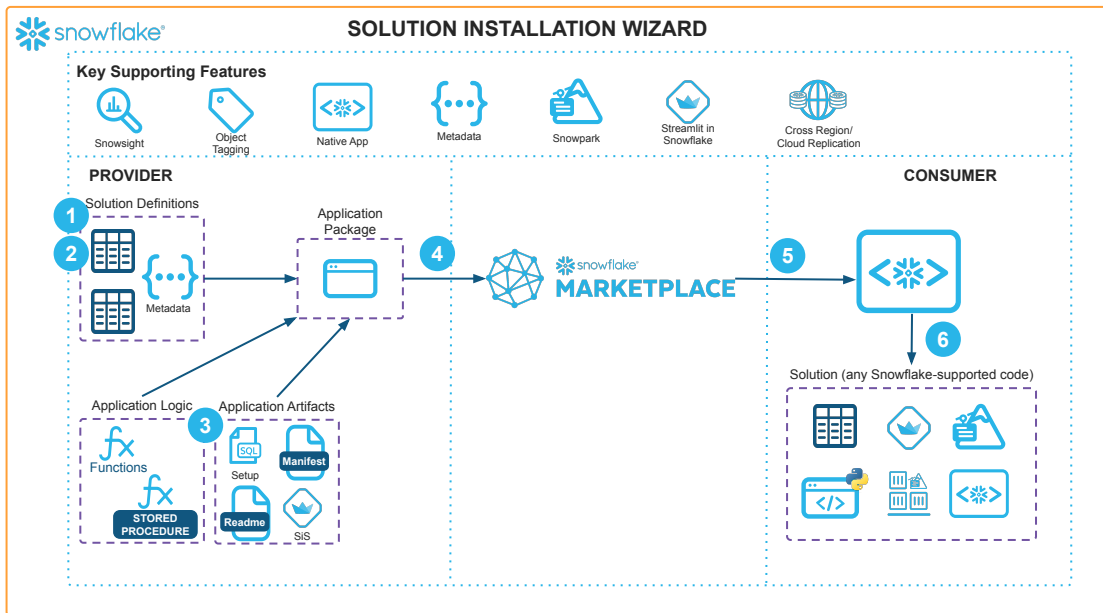 snowflake®
SOLUTION INSTALLATION WIZARD
Key Supporting Features
Snowsight
Object
Tagging
Native App
Metadata
Snowpark
Streamlit in
Snowflake
Cross Region/
Cloud Replication
PROVIDER
CONSUMER
1
Solution Definitions
2
Metadata
Application
Package
4
snowflake®
MARKETPLACE
5
6
Solution (any Snowflake-supported code)
Application Logic
fx
Functions
fx
STORED
PROCEDURE
3
Application Artifacts
SQL
Setup
Manifest
Readme
SiS